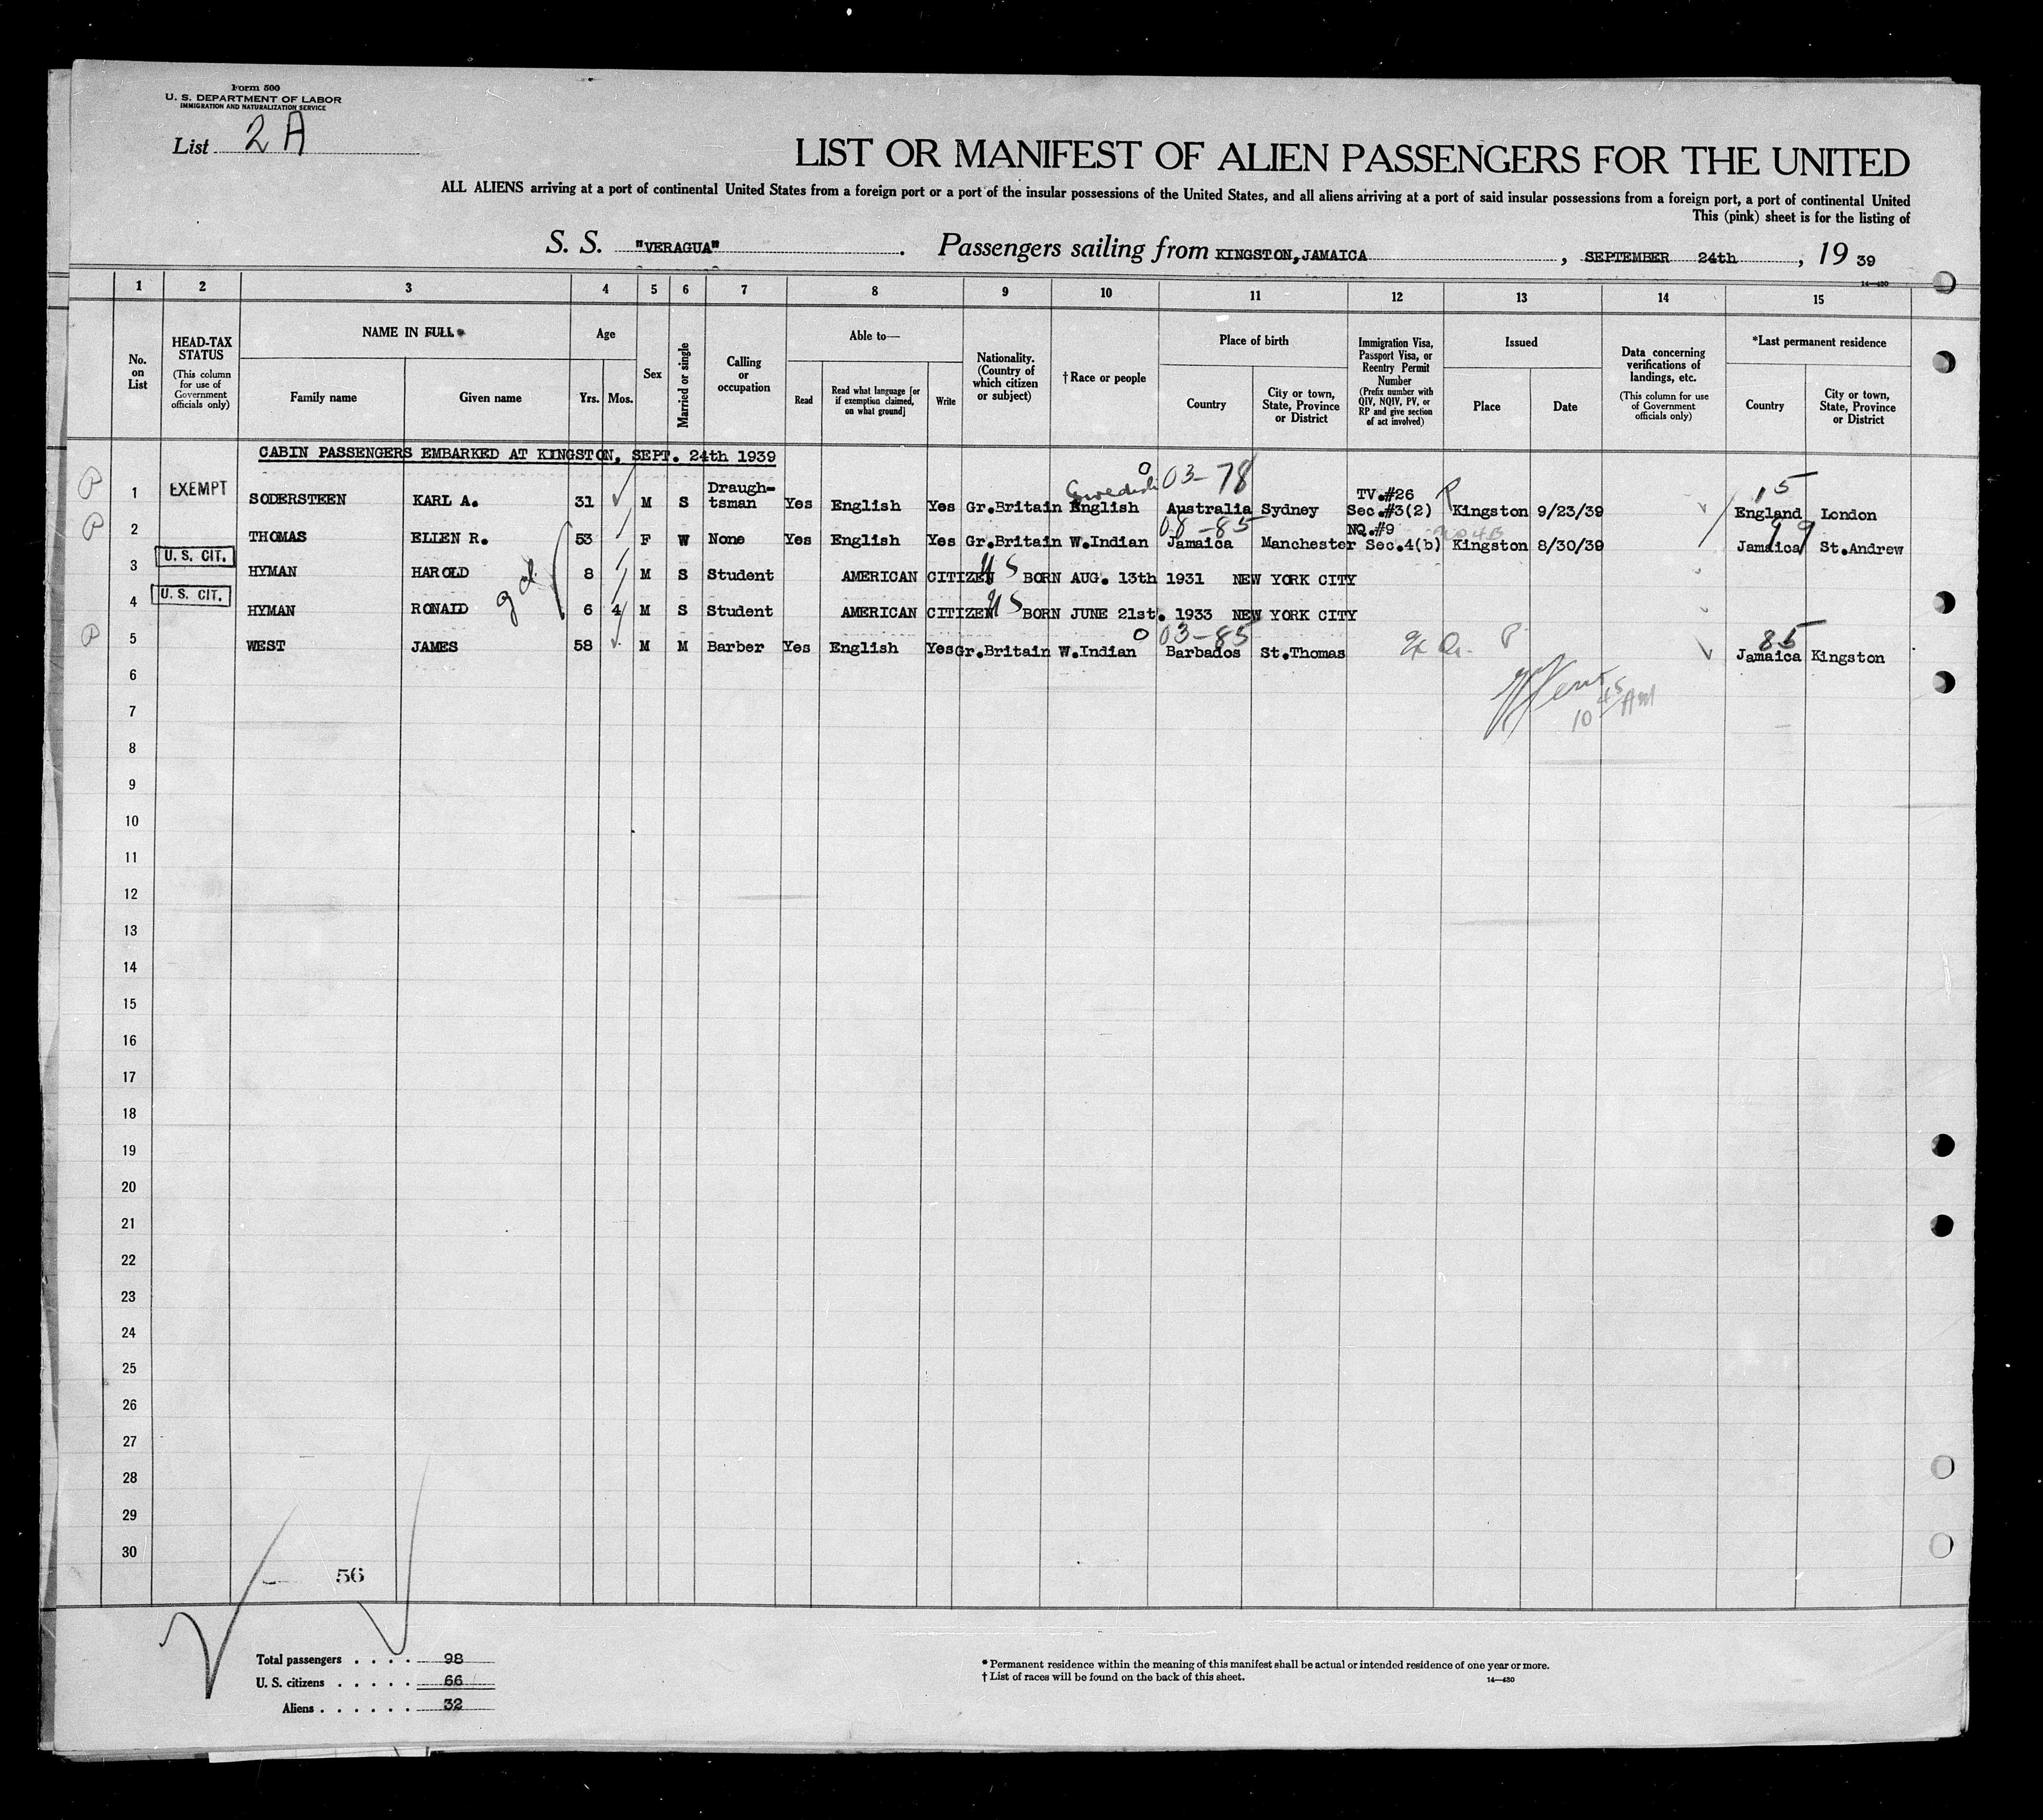 Form 500
U. S. DEPARTMENT OF LABOR
IMMIGRATION AND NATURALIZATION SERVICE
List 2 A
LIST OR MANIFEST OF ALIEN PASSENGERS FOR THE UNITED
ALL ALIENS arriving at a port of continental United States from a foreign port or a port of the insular possessions of the United States, and all aliens arriving at a port of said insular possessions from a foreign port, a port of continental United
This (pink) sheet is for the listing of
S. S. "VERAGUA" Passengers sailing from KINGSTON, JAMAICA, SEPTEMBER 24th, 19 39
14—430
1 2 3 4 5 6 7 8 9 10 11 12 13 14 15
No. on List
HEAD-TAX STATUS
(This column for use of Government officials only)
NAME IN FULL
Family name
Given name
Age
Yrs. Mos.
Sex
Married or single
Calling or occupation
Able to—
Read
Read what language [or if exemption claimed, on what ground]
Write
Nationality. (Country of which citizen or subject)
† Race or people
Place of birth
Country
City or town, State, Province or District
Immigration Visa, Passport Visa, or Reentry Permit Number
(Prefix number with QIV, NQIV, PV, or RP and give section of act involved)
Issued
Place
Date
Data concerning verifications of landings, etc.
(This column for use of Government officials only)
*Last permanent residence
Country
City or town, State, Province or District
CABIN PASSENGERS EMBARKED AT KINGSTON, SEPT. 24th 1939
Swedish 03-78 15
P 1 EXEMPT SODERSTEEN KARL A. 31 M S Draugh-tsman Yes English Yes Gr.Britain English Australia Sydney TV.#26 Sec.#3(2) Kingston 9/23/39 England London
08-85 99
P 2 THOMAS ELLEN R. 53 F W None Yes English Yes Gr.Britain W.Indian Jamaica Manchester NQ.#9 Sec.4(b) Kingston 8/30/39 Jamaica St.Andrew
3 U. S. CIT. HYMAN HAROLD 8 M S Student AMERICAN CITIZEN US BORN AUG. 13th 1931 NEW YORK CITY
4 U. S. CIT. HYMAN RONALD 6 4 M S Student AMERICAN CITIZEN US BORN JUNE 21st. 1933 NEW YORK CITY
03-85 85
P 5 WEST JAMES 58 M M Barber Yes English Yes Gr.Britain W.Indian Barbados St.Thomas Jamaica Kingston
6
10 45 AM
7
8
9
10
11
12
13
14
15
16
17
18
19
20
21
22
23
24
25
26
27
28
29
30
56
Total passengers . . . . 98
U. S. citizens . . . . . 66
Aliens . . . . . . 32
* Permanent residence within the meaning of this manifest shall be actual or intended residence of one year or more.
† List of races will be found on the back of this sheet.
14—430